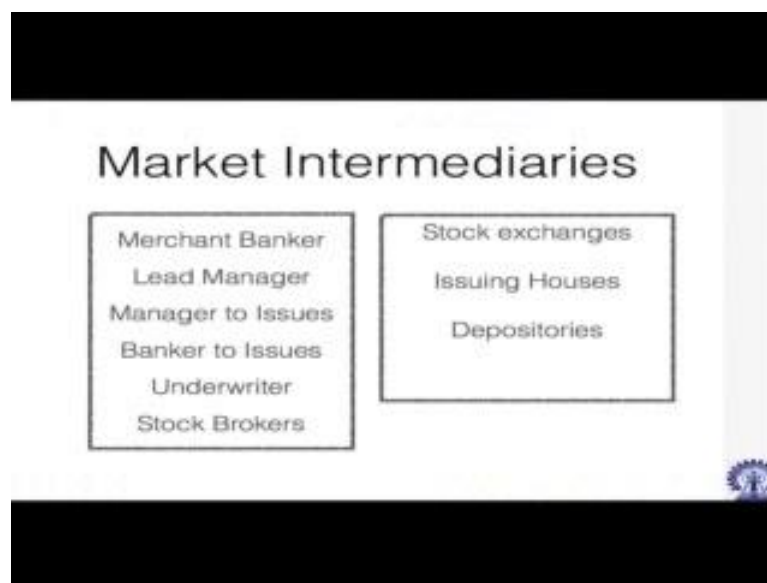 Market Intermediaries
Merchant Banker
Lead Manager
Manager to Issues
Banker to Issues
Underwriter
Stock Brokers
Stock exchanges
Issuing Houses
Depositories